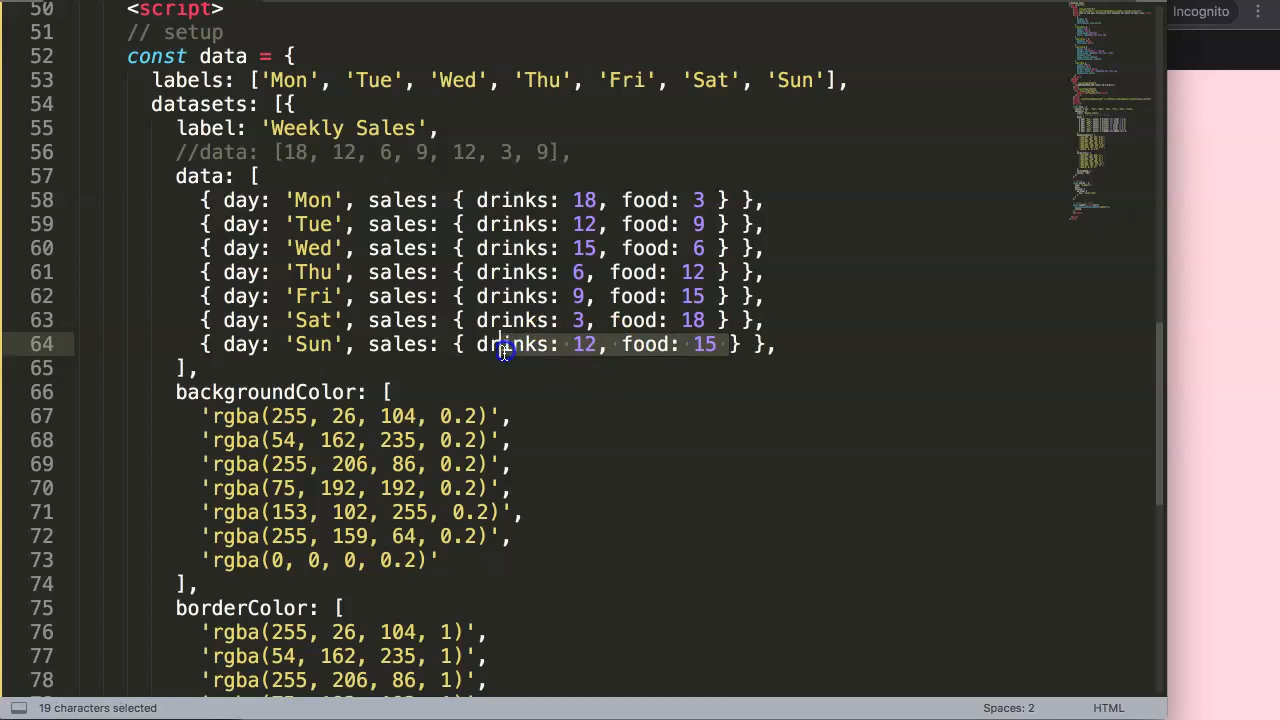 50 <script>
51 // setup
52 const data = {
53 labels: ['Mon', 'Tue', 'Wed', 'Thu', 'Fri', 'Sat', 'Sun'],
54 datasets: [{
55 label: 'Weekly Sales',
56 //data: [18, 12, 6, 9, 12, 3, 9],
57 data: [
58 { day: 'Mon', sales: { drinks: 18, food: 3 } },
59 { day: 'Tue', sales: { drinks: 12, food: 9 } },
60 { day: 'Wed', sales: { drinks: 15, food: 6 } },
61 { day: 'Thu', sales: { drinks: 6, food: 12 } },
62 { day: 'Fri', sales: { drinks: 9, food: 15 } },
63 { day: 'Sat', sales: { drinks: 3, food: 18 } },
64 { day: 'Sun', sales: { drinks: 12, food: 15 } },
65 ],
66 backgroundColor: [
67 'rgba(255, 26, 104, 0.2)',
68 'rgba(54, 162, 235, 0.2)',
69 'rgba(255, 206, 86, 0.2)',
70 'rgba(75, 192, 192, 0.2)',
71 'rgba(153, 102, 255, 0.2)',
72 'rgba(255, 159, 64, 0.2)',
73 'rgba(0, 0, 0, 0.2)'
74 ],
75 borderColor: [
76 'rgba(255, 26, 104, 1)',
77 'rgba(54, 162, 235, 1)',
78 'rgba(255, 206, 86, 1)',
19 characters selected
Spaces: 2
HTML
Incognito